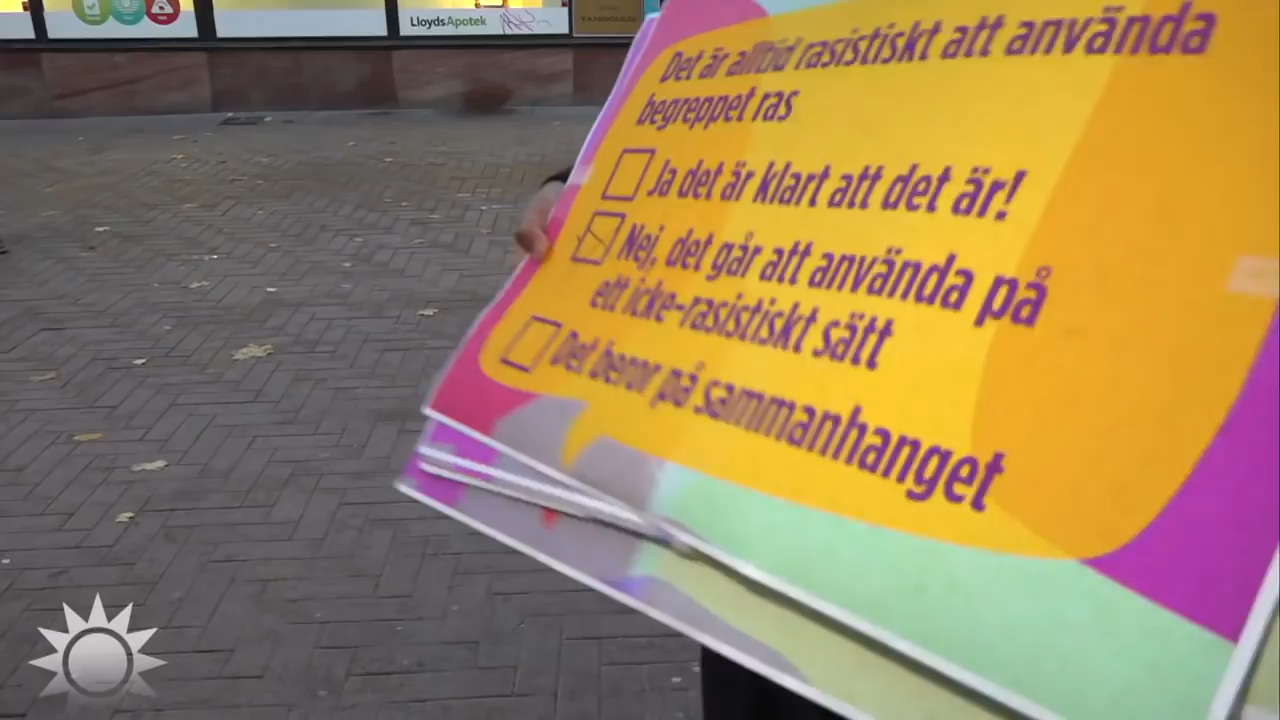 LloydsApotek
Det är alltid rasistiskt att använda
begreppet ras
Ja det är klart att det är!
Nej, det går att använda på
ett icke-rasistiskt sätt
Det beror på sammanhanget